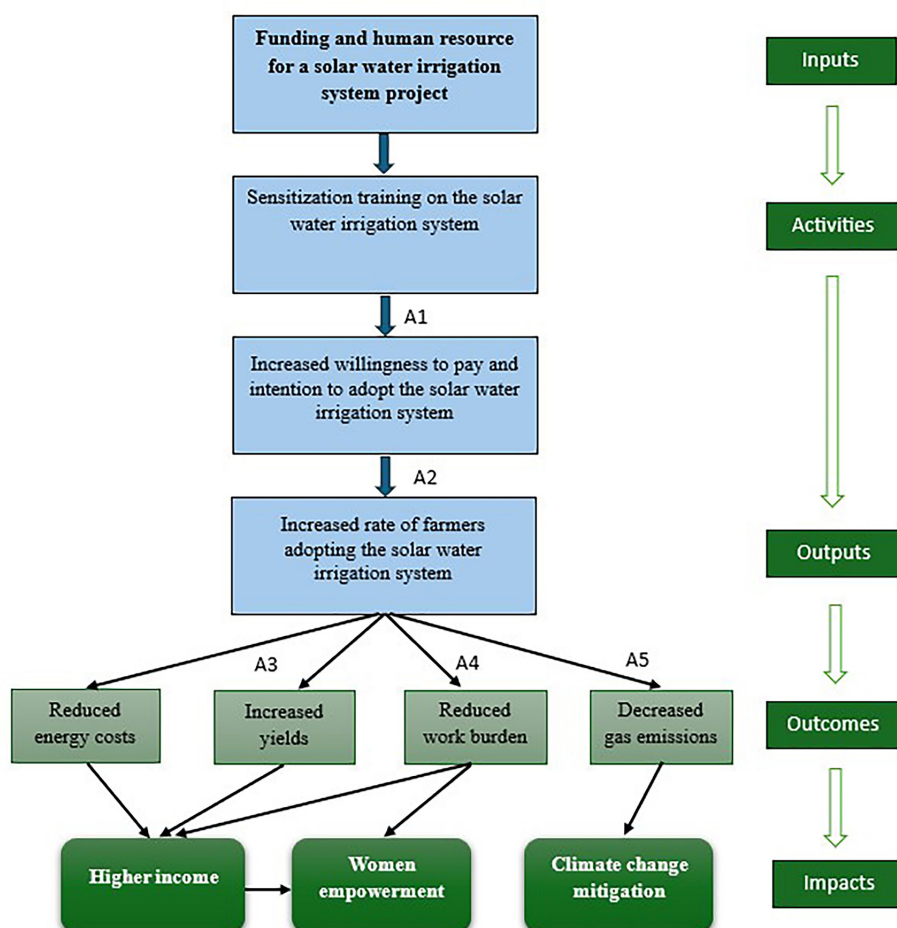 Funding and human resource
for a solar water irrigation
system project
Inputs
Sensitization training on the solar
water irrigation system
Activities
A1
Increased willingness to pay and
intention to adopt the solar water
irrigation system
A2
Increased rate of farmers
adopting the solar water
irrigation system
Outputs
A3
A4
A5
Reduced
energy costs
Increased
yields
Reduced
work burden
Decreased
gas emissions
Outcomes
Higher income
Women
empowerment
Climate change
mitigation
Impacts